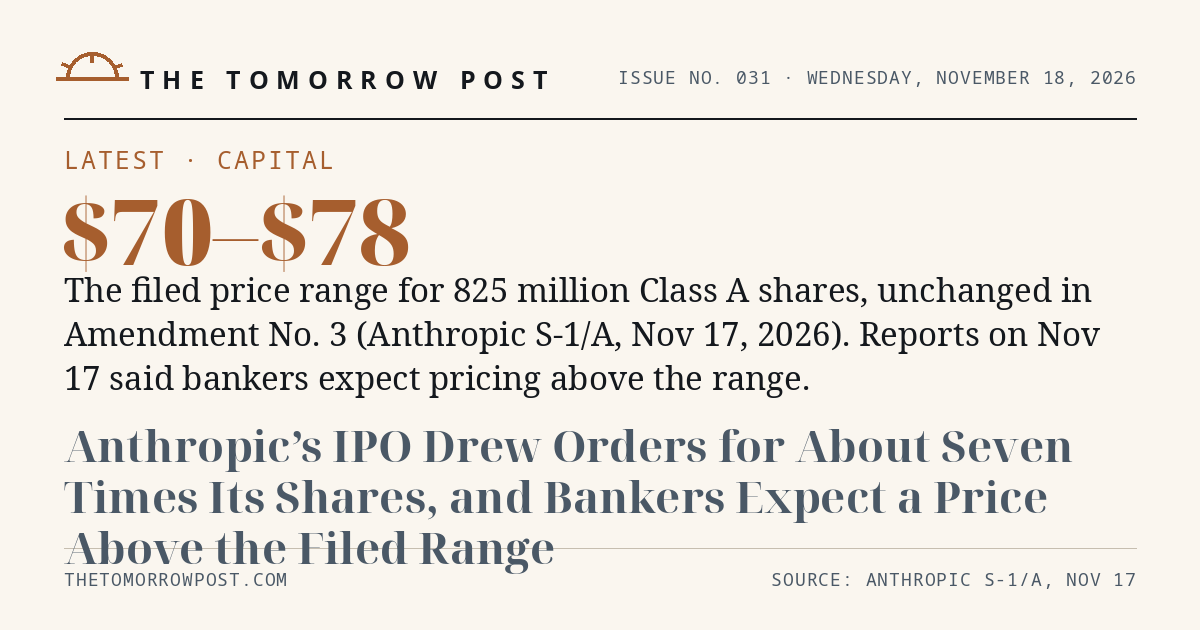 THE TOMORROW POST
ISSUE NO. 031 · WEDNESDAY, NOVEMBER 18, 2026
LATEST · CAPITAL
$70–$78
The filed price range for 825 million Class A shares, unchanged in
Amendment No. 3 (Anthropic S-1/A, Nov 17, 2026). Reports on Nov
17 said bankers expect pricing above the range.
Anthropic’s IPO Drew Orders for About Seven
Times Its Shares, and Bankers Expect a Price
Above the Filed Range
THETOMORROWPOST.COM
SOURCE: ANTHROPIC S-1/A, NOV 17